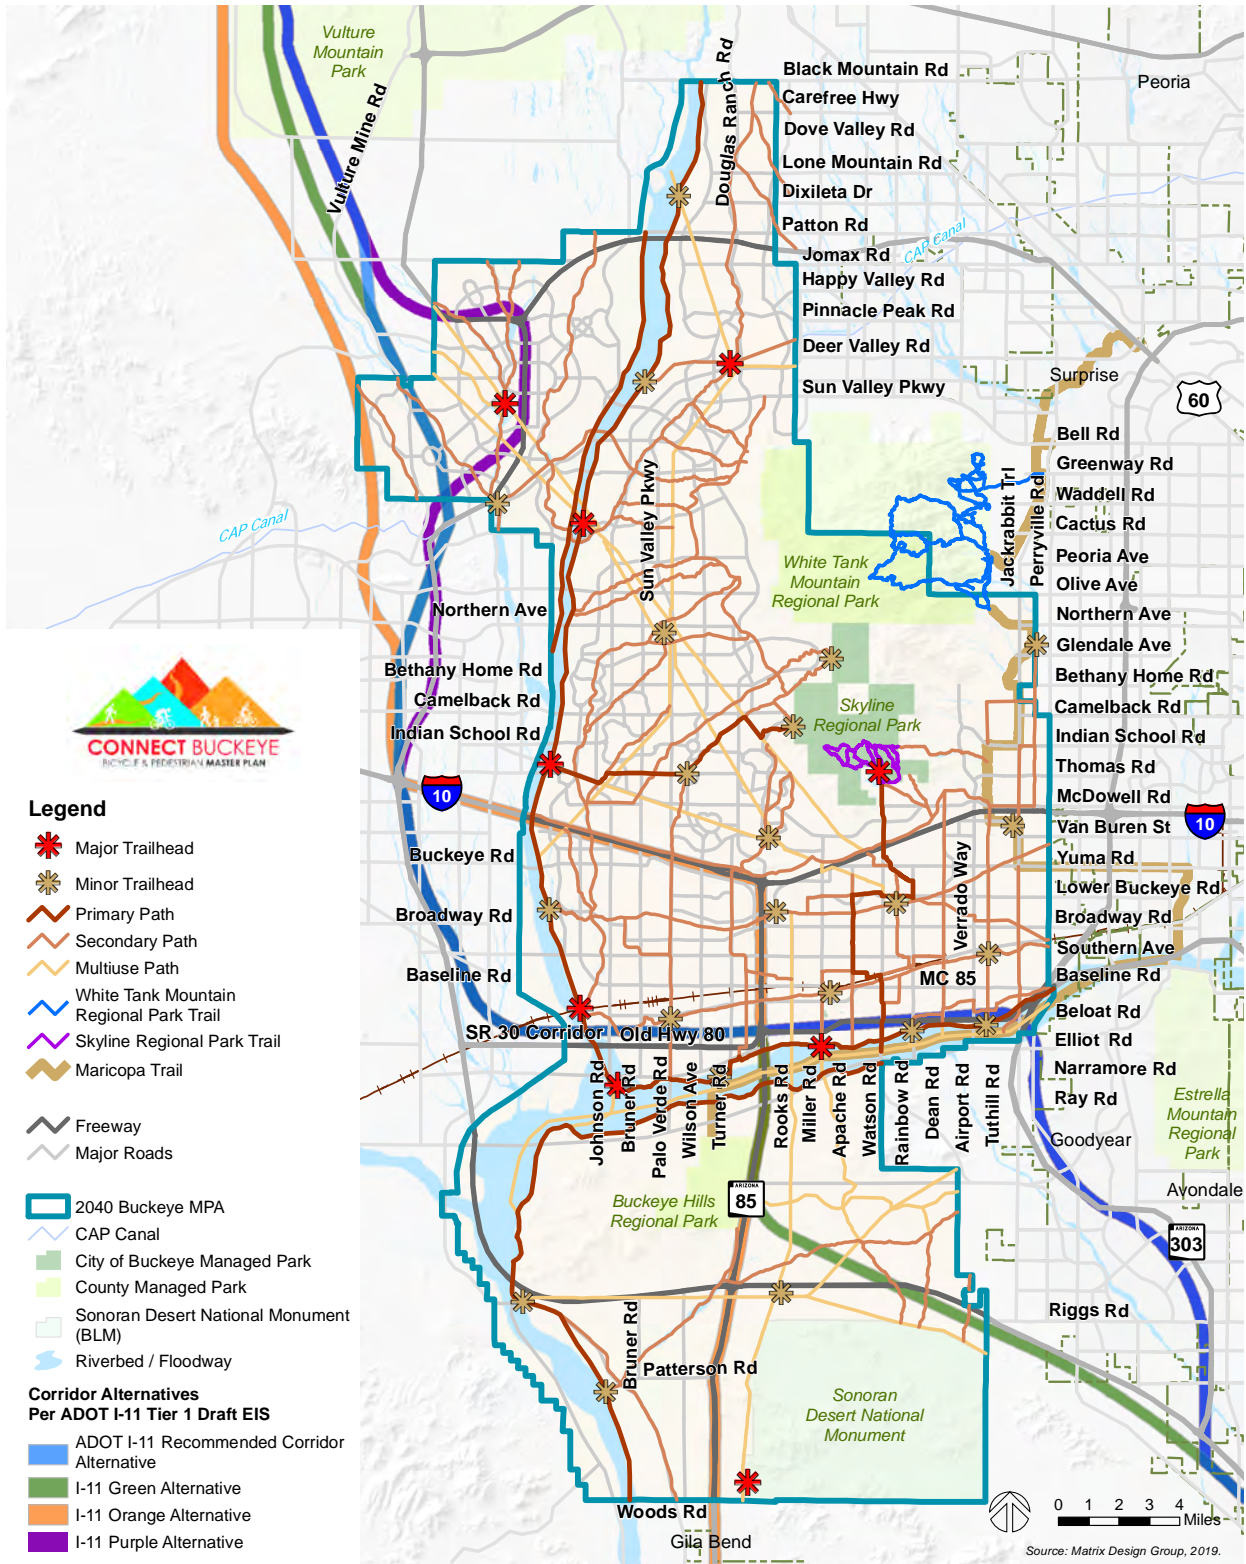 Vulture
Mountain
Park
Vulture Mine Rd
Douglas Ranch Rd
Black Mountain Rd
Carefree Hwy
Dove Valley Rd
Lone Mountain Rd
Dixileta Dr
Patton Rd
Jomax Rd
Happy Valley Rd
Pinnacle Peak Rd
Deer Valley Rd
Sun Valley Pkwy
Peoria
CAP Canal
Surprise
60
Bell Rd
Greenway Rd
Waddell Rd
Cactus Rd
Peoria Ave
Olive Ave
Northern Ave
Glendale Ave
Bethany Home Rd
Camelback Rd
Indian School Rd
Thomas Rd
McDowell Rd
Van Buren St
10
Yuma Rd
Lower Buckeye Rd
Broadway Rd
Southern Ave
Baseline Rd
Beloat Rd
Elliot Rd
Narramore Rd
Ray Rd
Goodyear
Estrella
Mountain
Regional
Park
Avondale
ARIZONA
303
Riggs Rd
Jackrabbit Trl
Perryville Rd
Sun Valley Pkwy
White Tank
Mountain
Regional Park
Skyline
Regional Park
CAP Canal
Northern Ave
Bethany Home Rd
Camelback Rd
Indian School Rd
10
Buckeye Rd
Broadway Rd
Baseline Rd
Verrado Way
MC 85
SR 30 Corridor
Old Hwy 80
Johnson Rd
Bruner Rd
Palo Verde Rd
Wilson Ave
Turner Rd
Rooks Rd
Miller Rd
Apache Rd
Watson Rd
Rainbow Rd
Dean Rd
Airport Rd
Tuthill Rd
Buckeye Hills
Regional Park
ARIZONA
85
Bruner Rd
Patterson Rd
Sonoran
Desert National
Monument
Woods Rd
Gila Bend
CONNECT BUCKEYE
BICYCLE & PEDESTRIAN MASTER PLAN
Legend
Major Trailhead
Minor Trailhead
Primary Path
Secondary Path
Multiuse Path
White Tank Mountain
Regional Park Trail
Skyline Regional Park Trail
Maricopa Trail
Freeway
Major Roads
2040 Buckeye MPA
CAP Canal
City of Buckeye Managed Park
County Managed Park
Sonoran Desert National Monument
(BLM)
Riverbed / Floodway
Corridor Alternatives
Per ADOT I-11 Tier 1 Draft EIS
ADOT I-11 Recommended Corridor
Alternative
I-11 Green Alternative
I-11 Orange Alternative
I-11 Purple Alternative
0 1 2 3 4
Miles
Source: Matrix Design Group, 2019.